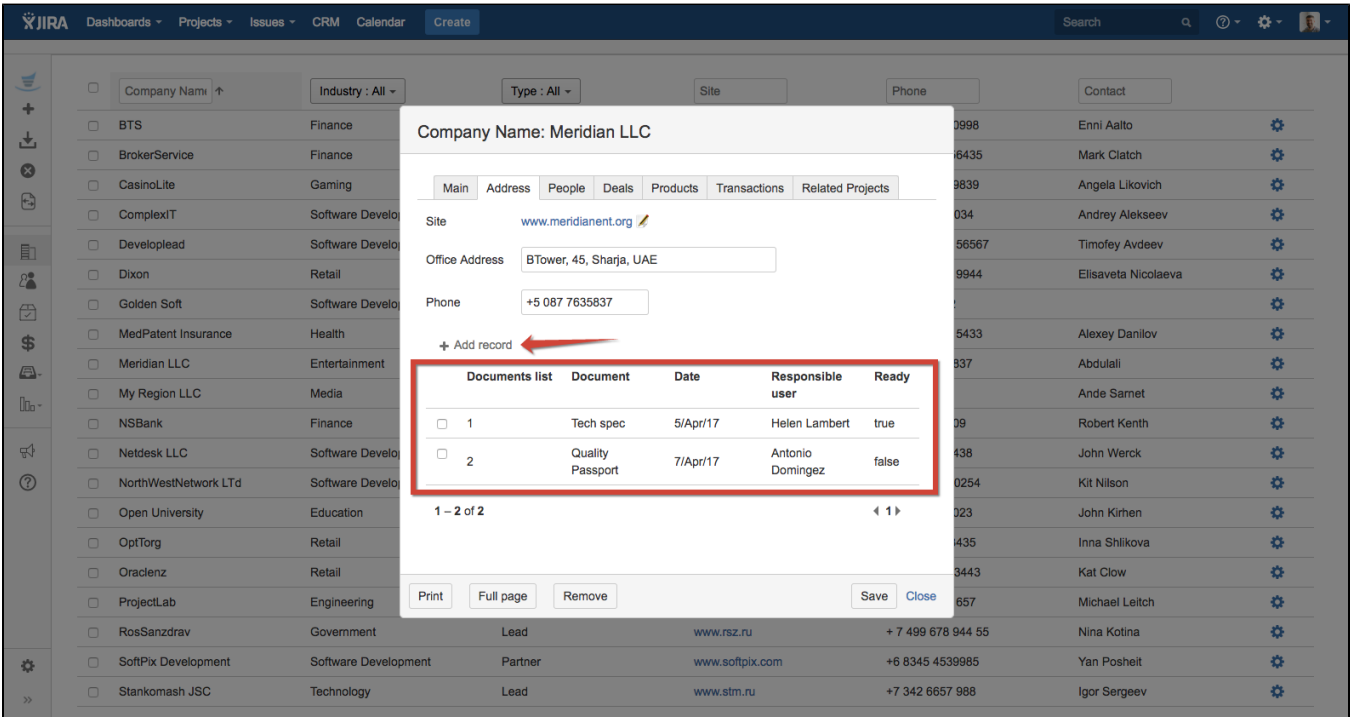 JIRA Dashboards Projects Issues CRM Calendar Create Search
Industry : All Type : All Site Phone Contact
BTS Finance 0998 Enni Aalto
BrokerService Finance 56435 Mark Clatch
CasinoLite Gaming 9839 Angela Likovich
ComplexIT Software 034 Andrey Alekseev
Developlead Software 56567 Timofey Avdeev
Dixon Retail 9944 Elisaveta Nicolaeva
Golden Soft Software
MedPatent Insurance Health 5433 Alexey Danilov
Meridian LLC Entertainment 837 Abdulali
My Region LLC Media Ande Sarnet
NSBank Finance 09 Robert Kenth
Netdesk LLC Software 438 John Werck
NorthWestNetwork LTd Software 0254 Kit Nilson
Open University Education 023 John Kirhen
OptTorg Retail 435 Inna Shlikova
Oraclenz Retail 3443 Kat Clow
ProjectLab Engineering 657 Michael Leitch
RosSanzdrav Government Lead www.rsz.ru + 7 499 678 944 55 Nina Kotina
SoftPix Development Software Development Partner www.softpix.com +6 8345 4539985 Yan Posheit
Stankomash JSC Technology Lead www.stm.ru +7 342 6657 988 Igor Sergeev
Company Name: Meridian LLC
Main Address People Deals Products Transactions Related Projects
Site www.meridianent.org
Office Address BTower, 45, Sharja, UAE
Phone +5 087 7635837
+ Add record
Documents list Document Date Responsible user Ready
1 Tech spec 5/Apr/17 Helen Lambert true
2 Quality Passport 7/Apr/17 Antonio Domingez false
1 – 2 of 2 1
Print Full page Remove Save Close